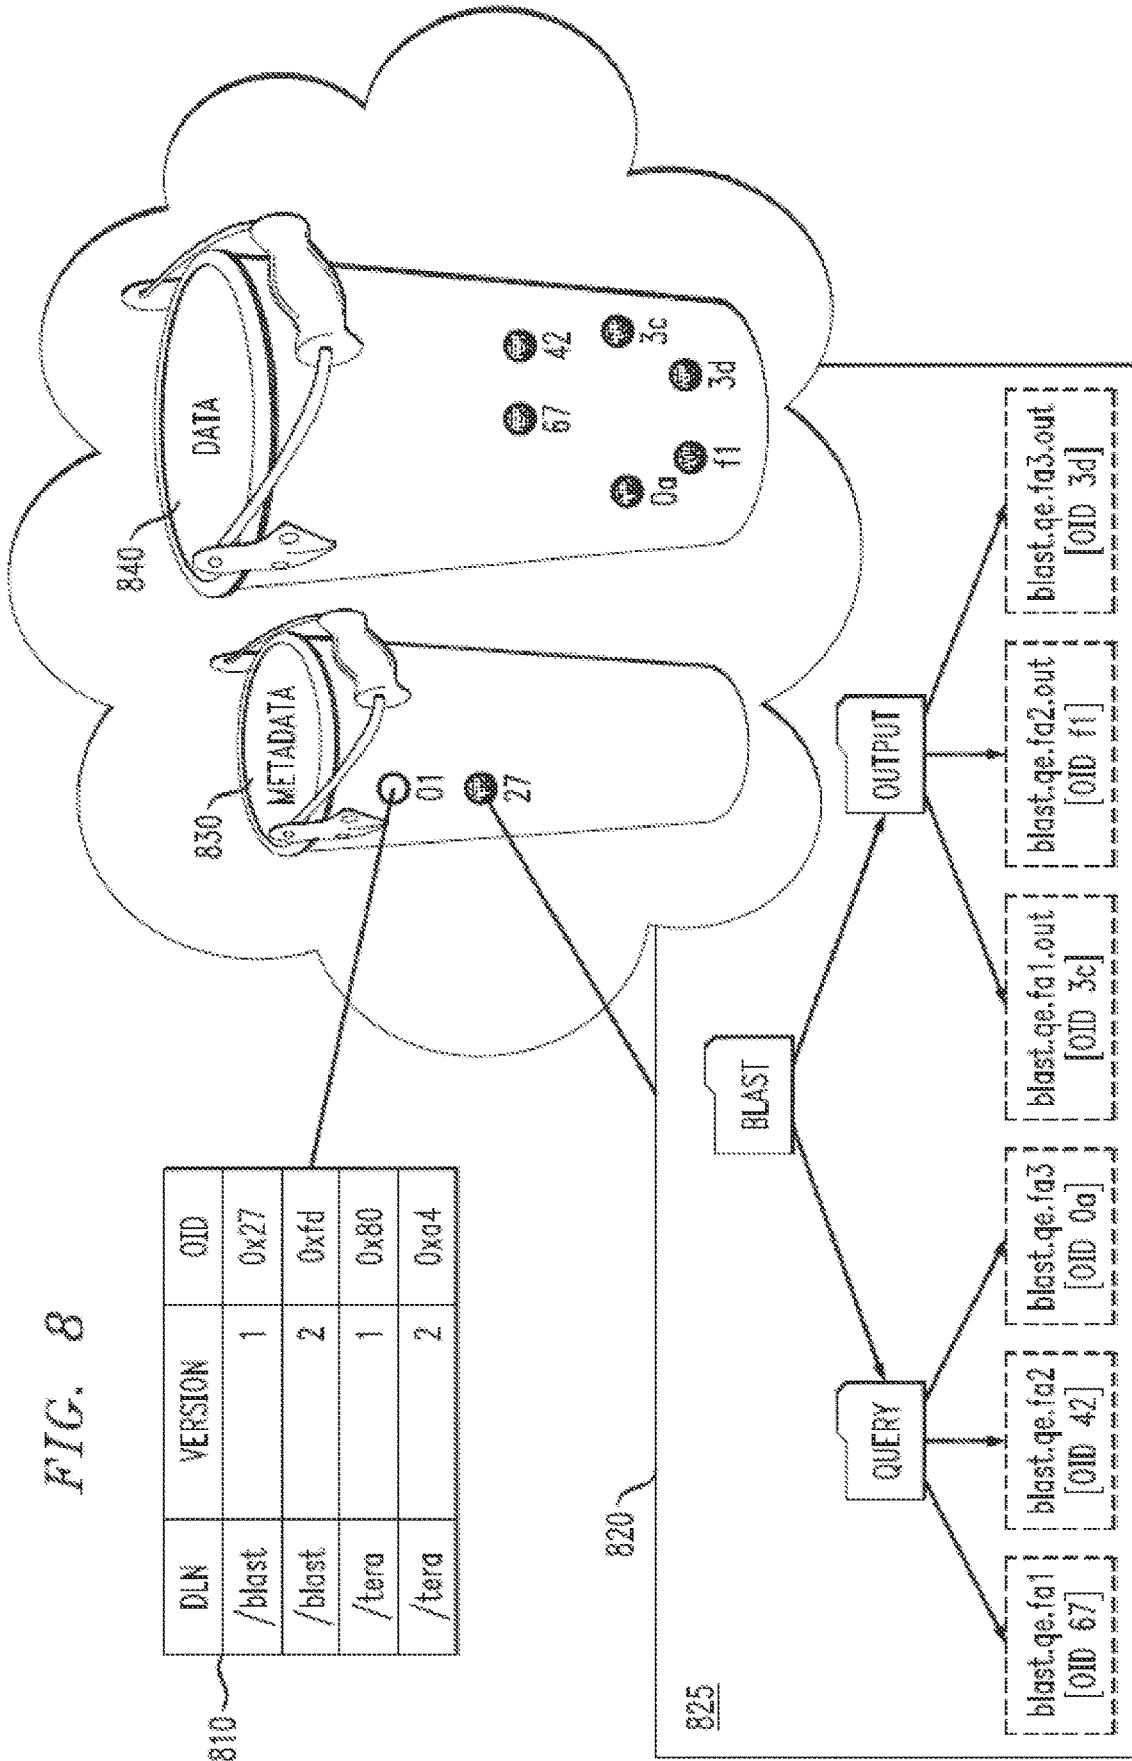 FIG. 8
810
DLN VERSION OID
/blast 1 0x27
/blast 2 0xfd
/tera 1 0x80
/tera 2 0xa4
830
METADATA
01
27
840
DATA
67
42
0a
f1
3d
3c
820
825
BLAST
QUERY
OUTPUT
blast.qe.fa1
[OID 67]
blast.qe.fa2
[OID 42]
blast.qe.fa3
[OID 0a]
blast.qe.fa1.out
[OID 3c]
blast.qe.fa2.out
[OID f1]
blast.qe.fa3.out
[OID 3d]